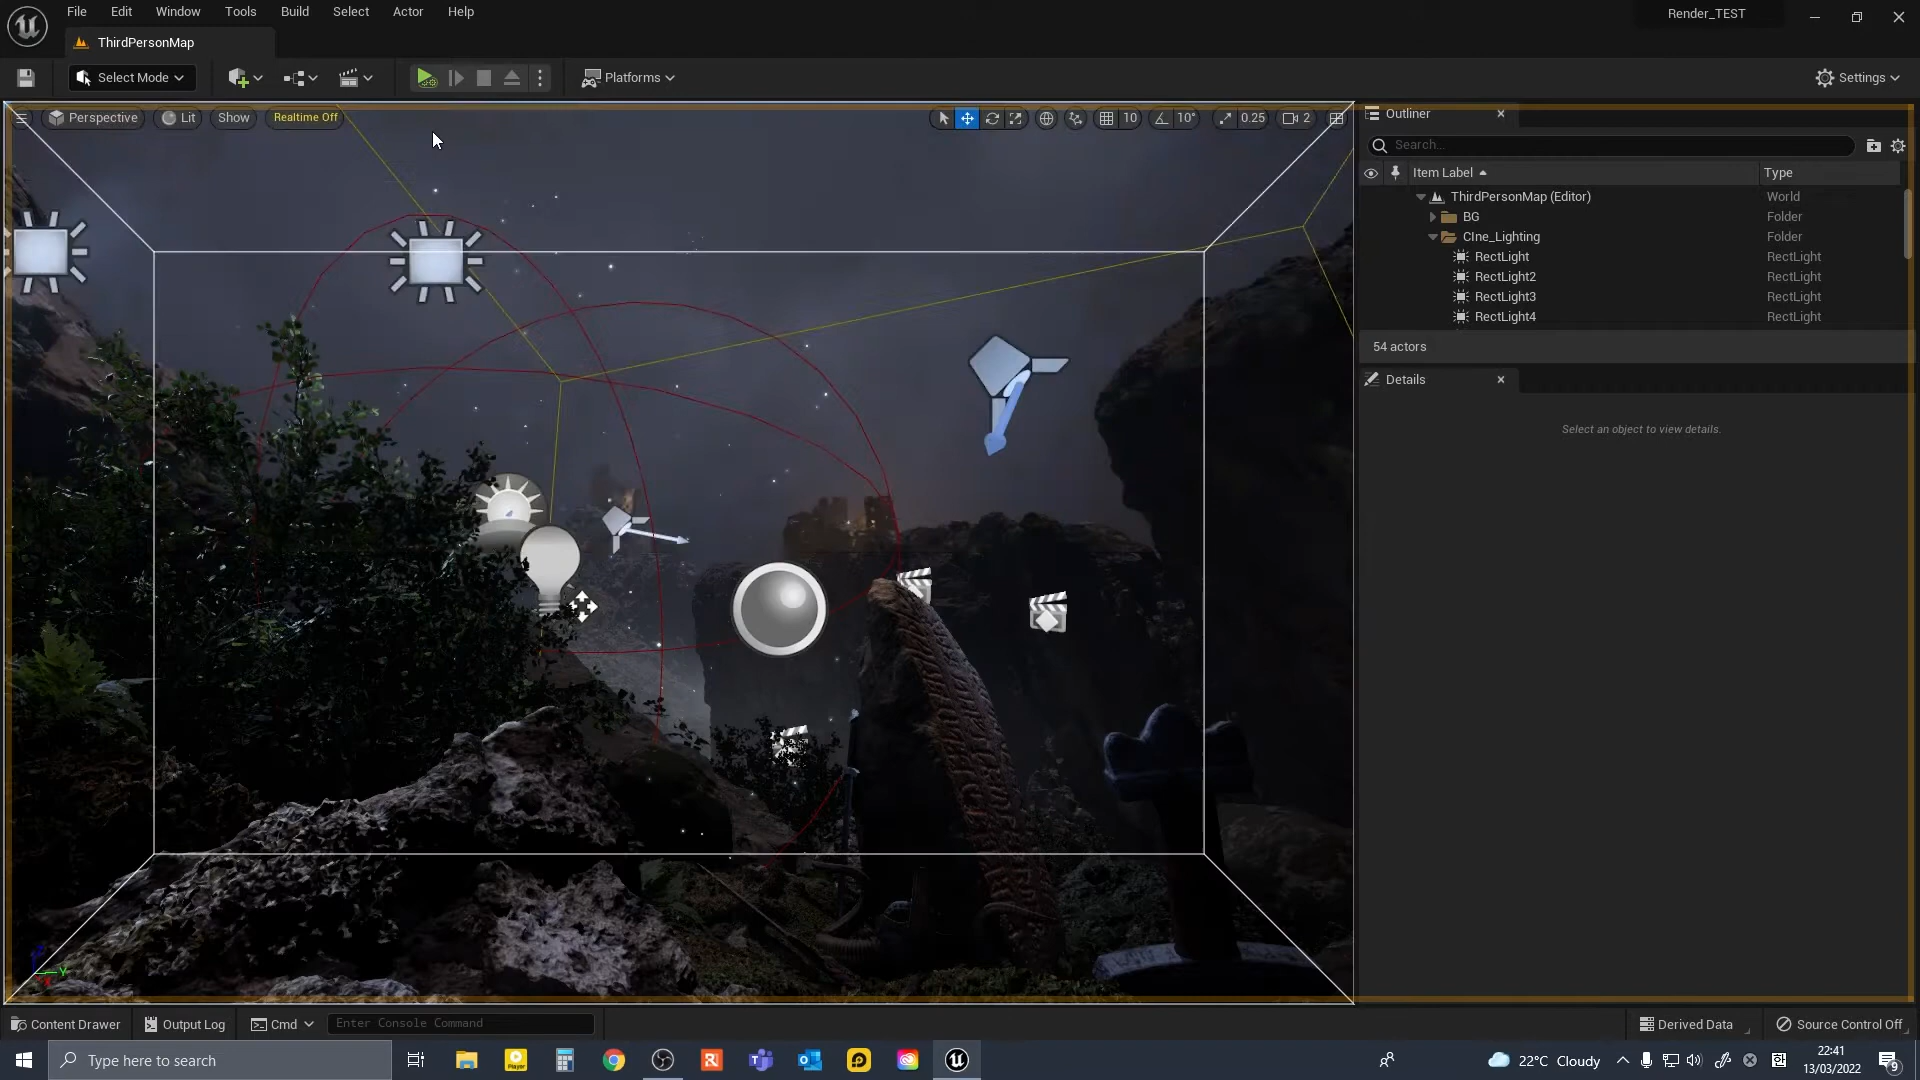 File Edit Window Tools Build Select Actor Help
Render_TEST
ThirdPersonMap
Select Mode
Platforms
Settings
Perspective
Lit
Show
Realtime Off
10
10°
0.25
2
Outliner
Search...
Item Label
Type
ThirdPersonMap (Editor)
World
BG
Folder
CIne_Lighting
Folder
RectLight
RectLight
RectLight2
RectLight
RectLight3
RectLight
RectLight4
RectLight
54 actors
Details
Select an object to view details.
Content Drawer
Output Log
Cmd
Enter Console Command
Derived Data
Source Control Off
Type here to search
22°C Cloudy
22:41
13/03/2022
9